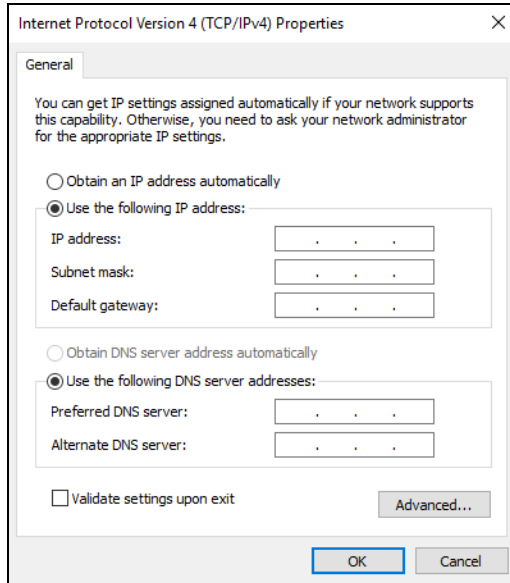 Internet Protocol Version 4 (TCP/IPv4) Properties
General
You can get IP settings assigned automatically if your network supports
this capability. Otherwise, you need to ask your network administrator
for the appropriate IP settings.
Obtain an IP address automatically
Use the following IP address:
IP address: . . .
Subnet mask: . . .
Default gateway: . . .
Obtain DNS server address automatically
Use the following DNS server addresses:
Preferred DNS server: . . .
Alternate DNS server: . . .
Validate settings upon exit
Advanced...
OK Cancel